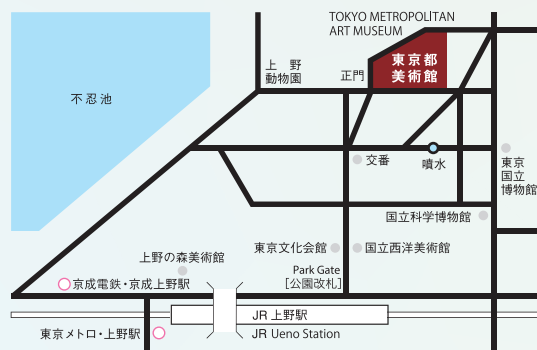 TOKYO METROPOLITAN
ART MUSEUM
東京都
美術館
上 野
動物園
正門
不忍池
交番
噴水
東京
国立
博物館
国立科学博物館
東京文化会館
国立西洋美術館
上野の森美術館
Park Gate
[公園改札]
京成電鉄・京成上野駅
JR 上野駅
東京メトロ・上野駅
JR Ueno Station